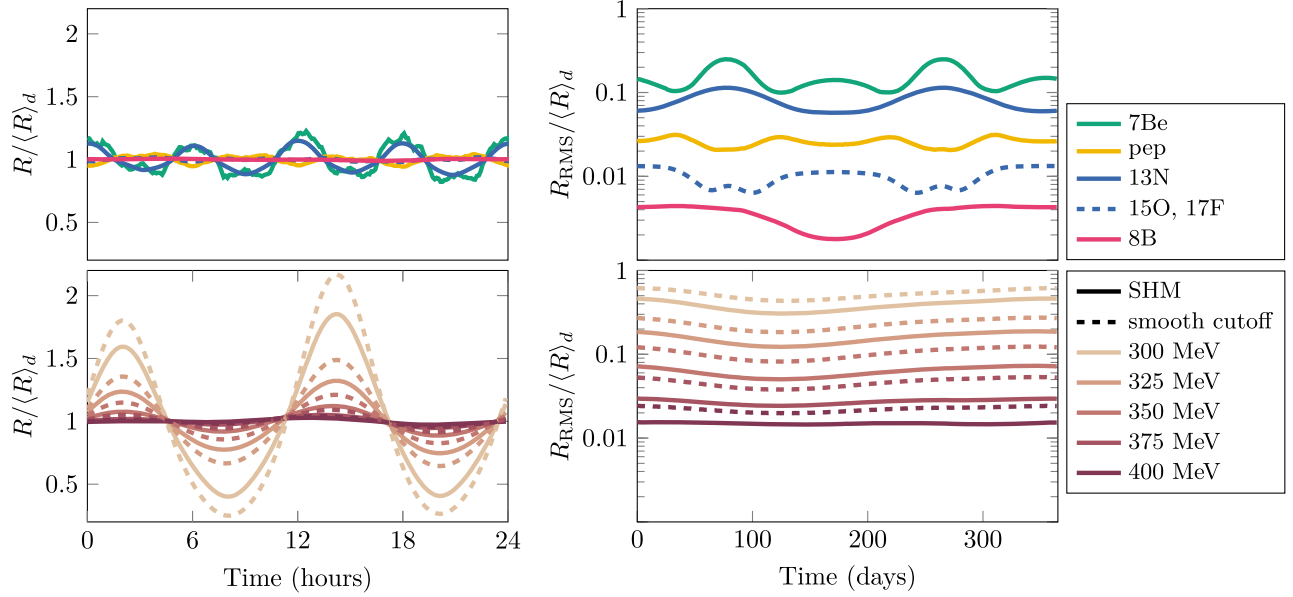 2
1.5
1
0.5
R/⟨R⟩d
1
0.1
0.01
RRMS/⟨R⟩d
7Be
pep
13N
15O, 17F
8B
2
1.5
1
0.5
R/⟨R⟩d
0 6 12 18 24
Time (hours)
1
0.1
0.01
RRMS/⟨R⟩d
0 100 200 300
Time (days)
SHM
smooth cutoff
300 MeV
325 MeV
350 MeV
375 MeV
400 MeV